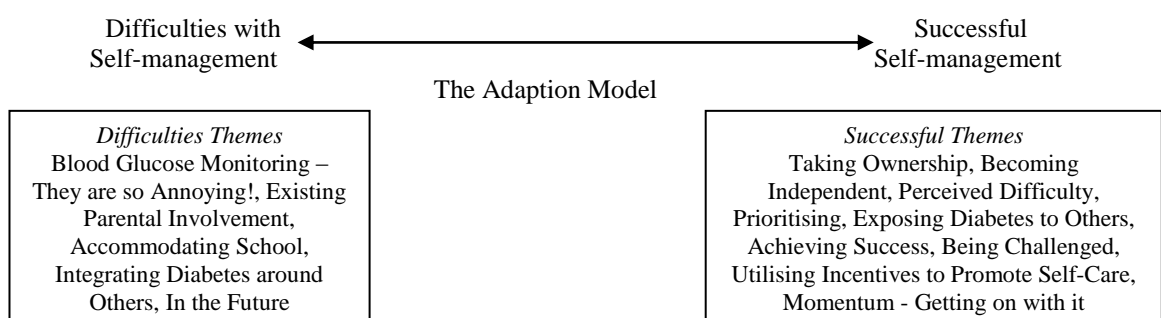 Difficulties with
Self-management
Successful
Self-management
The Adaption Model
Difficulties Themes
Blood Glucose Monitoring –
They are so Annoying!, Existing
Parental Involvement,
Accommodating School,
Integrating Diabetes around
Others, In the Future
Successful Themes
Taking Ownership, Becoming
Independent, Perceived Difficulty,
Prioritising, Exposing Diabetes to Others,
Achieving Success, Being Challenged,
Utilising Incentives to Promote Self-Care,
Momentum - Getting on with it